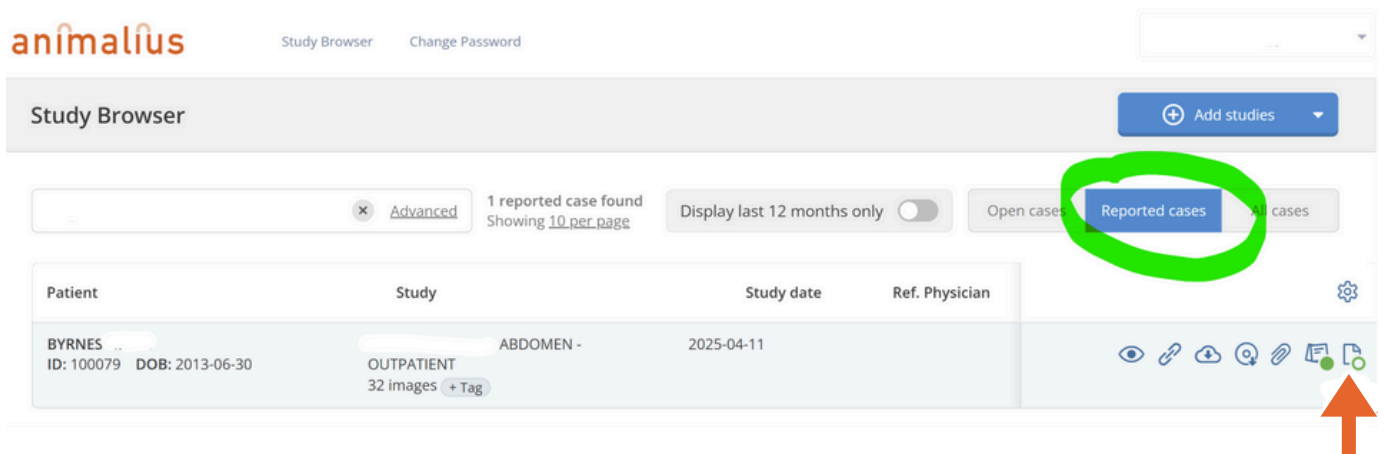 animalius
Study Browser Change Password
Study Browser
Add studies
Advanced
1 reported case found
Showing 10 per page
Display last 12 months only
Open cases
Reported cases
All cases
Patient Study Study date Ref. Physician
BYRNES ABDOMEN - 2025-04-11
ID: 100079 DOB: 2013-06-30 OUTPATIENT
32 images + Tag